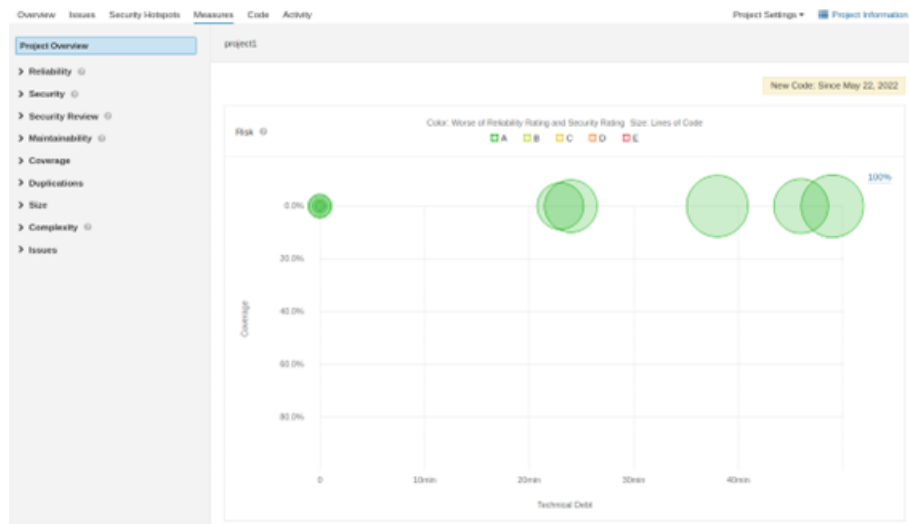 Overview Issues Security Hotspots Measures Code Activity Project Settings Project Information
Project Overview
project1
Reliability
Security
New Code: Since May 22, 2022
Security Review
Maintainability
Coverage
Duplications
Size
Complexity
Issues
Risk
Color: Worse of Reliability Rating and Security Rating Size: Lines of Code
A B C D E
100%
0.0%
20.0%
40.0%
60.0%
80.0%
Coverage
0 10min 20min 30min 40min
Technical Debt